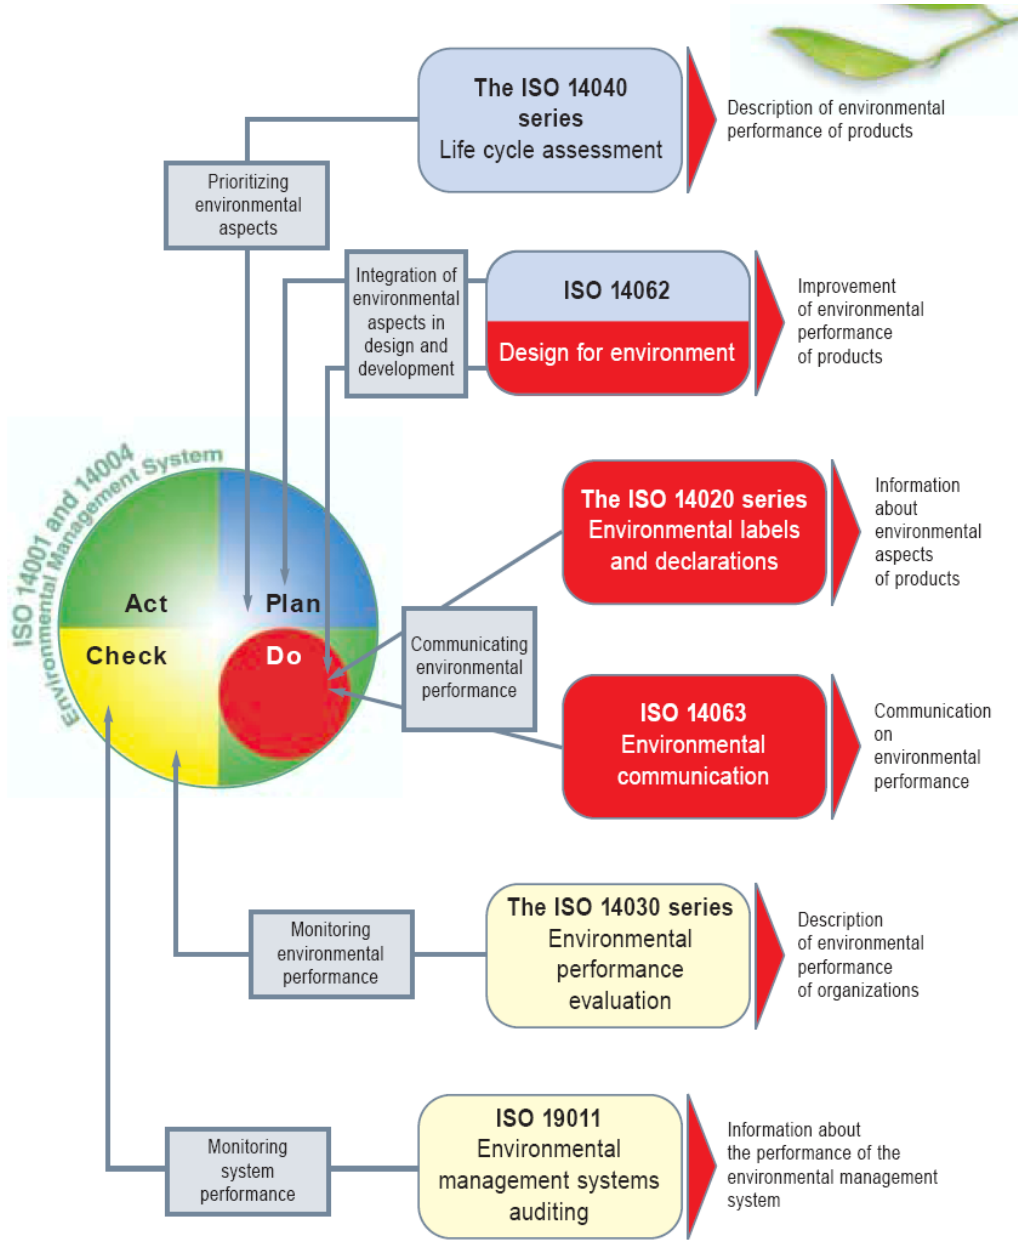 The ISO 14040
series
Life cycle assessment
Description of environmental
performance of products
Prioritizing
environmental
aspects
Integration of
environmental
aspects in
design and
development
ISO 14062
Design for environment
Improvement
of environmental
performance
of products
ISO 14001 and 14004
Environmental Management System
Act
Plan
Check
Do
The ISO 14020 series
Environmental labels
and declarations
Information
about
environmental
aspects
of products
Communicating
environmental
performance
ISO 14063
Environmental
communication
Communication
on
environmental
performance
Monitoring
environmental
performance
The ISO 14030 series
Environmental
performance
evaluation
Description
of environmental
performance
of organizations
Monitoring
system
performance
ISO 19011
Environmental
management systems
auditing
Information about
the performance of the
environmental management
system